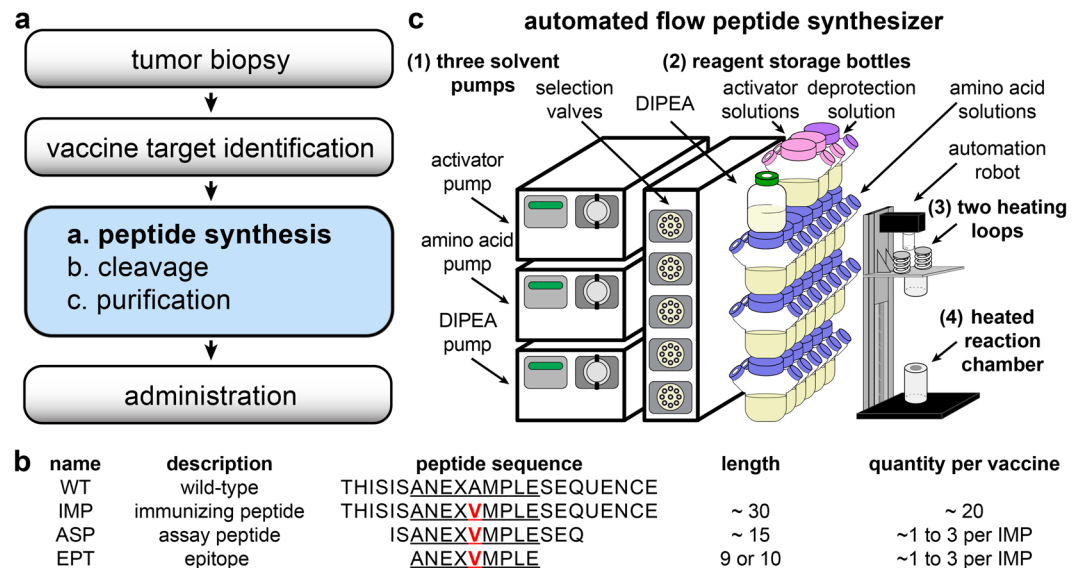 a
tumor biopsy
vaccine target identification
a. peptide synthesis
b. cleavage
c. purification
administration
c automated flow peptide synthesizer
(1) three solvent
pumps
selection
valves
(2) reagent storage bottles
DIPEA
activator
solutions
deprotection
solution
amino acid
solutions
activator
pump
amino acid
pump
DIPEA
pump
automation
robot
(3) two heating
loops
(4) heated
reaction
chamber
b name description peptide sequence length quantity per vaccine
WT wild-type THISISANEXAMPLESEQUENCE
IMP immunizing peptide THISISANEXVMPLESEQUENCE ~ 30 ~ 20
ASP assay peptide ISANEXVMPLESEQ ~ 15 ~1 to 3 per IMP
EPT epitope ANEXVMPLE 9 or 10 ~1 to 3 per IMP